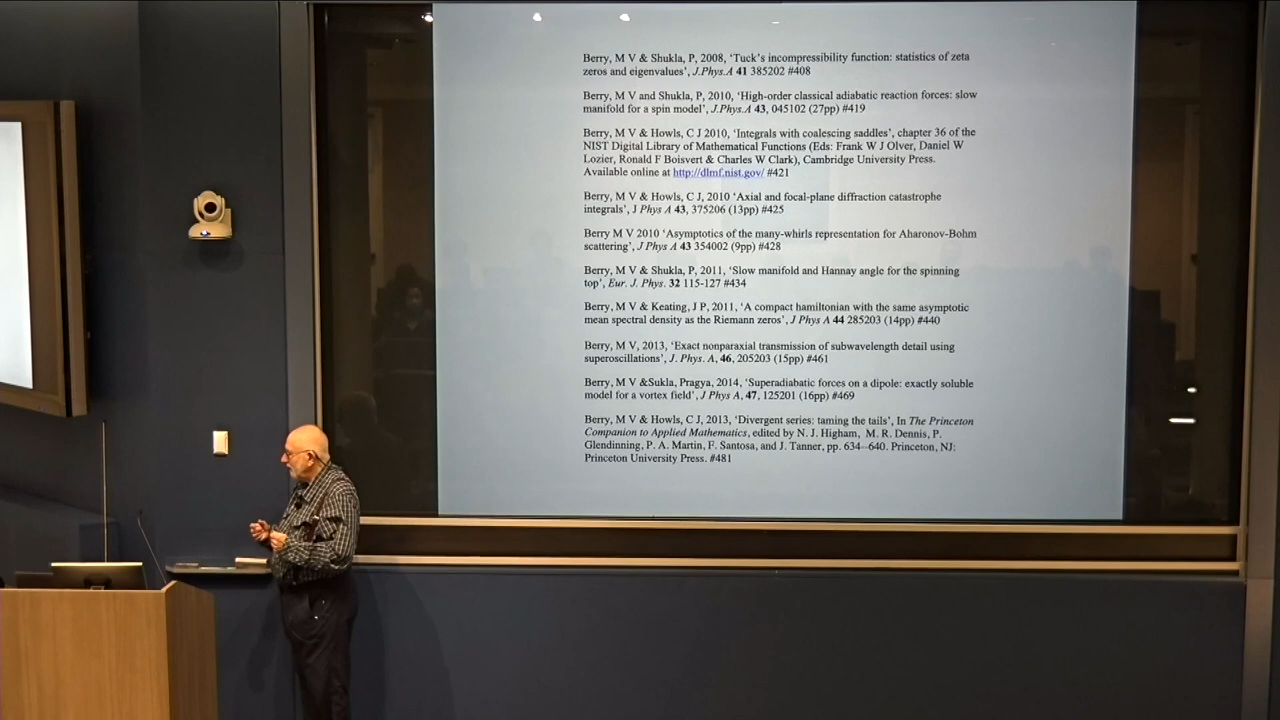 Berry, M V & Shukla, P, 2008, ‘Tuck's incompressibility function: statistics of zeta
zeros and eigenvalues’, J.Phys.A 41 385202 #408
Berry, M V and Shukla, P, 2010, ‘High-order classical adiabatic reaction forces: slow
manifold for a spin model’, J.Phys.A 43, 045102 (27pp) #419
Berry, M V & Howls, C J 2010, ‘Integrals with coalescing saddles’, chapter 36 of the
NIST Digital Library of Mathematical Functions (Eds: Frank W J Olver, Daniel W
Lozier, Ronald F Boisvert & Charles W Clark), Cambridge University Press.
Available online at http://dlmf.nist.gov/ #421
Berry, M V & Howls, C J, 2010 ‘Axial and focal-plane diffraction catastrophe
integrals’, J Phys A 43, 375206 (13pp) #425
Berry M V 2010 ‘Asymptotics of the many-whirls representation for Aharonov-Bohm
scattering’, J Phys A 43 354002 (9pp) #428
Berry, M V & Shukla, P, 2011, ‘Slow manifold and Hannay angle for the spinning
top’, Eur. J. Phys. 32 115-127 #434
Berry, M V & Keating, J P, 2011, ‘A compact hamiltonian with the same asymptotic
mean spectral density as the Riemann zeros’, J Phys A 44 285203 (14pp) #440
Berry, M V, 2013, ‘Exact nonparaxial transmission of subwavelength detail using
superoscillations’, J. Phys. A, 46, 205203 (15pp) #461
Berry, M V &Sukla, Pragya, 2014, ‘Superadiabatic forces on a dipole: exactly soluble
model for a vortex field’, J Phys A, 47, 125201 (16pp) #469
Berry, M V & Howls, C J, 2013, ‘Divergent series: taming the tails’, In The Princeton
Companion to Applied Mathematics, edited by N. J. Higham, M. R. Dennis, P.
Glendinning, P. A. Martin, F. Santosa, and J. Tanner, pp. 634–640. Princeton, NJ:
Princeton University Press. #481